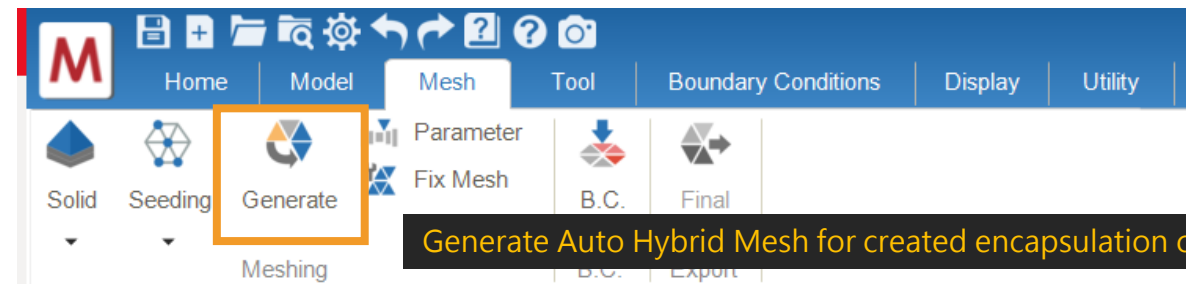 M
Home Model Mesh Tool Boundary Conditions Display Utility
Parameter
Fix Mesh
Solid Seeding Generate B.C. Final
Generate Auto Hybrid Mesh for created encapsulation
Meshing B.C. Export